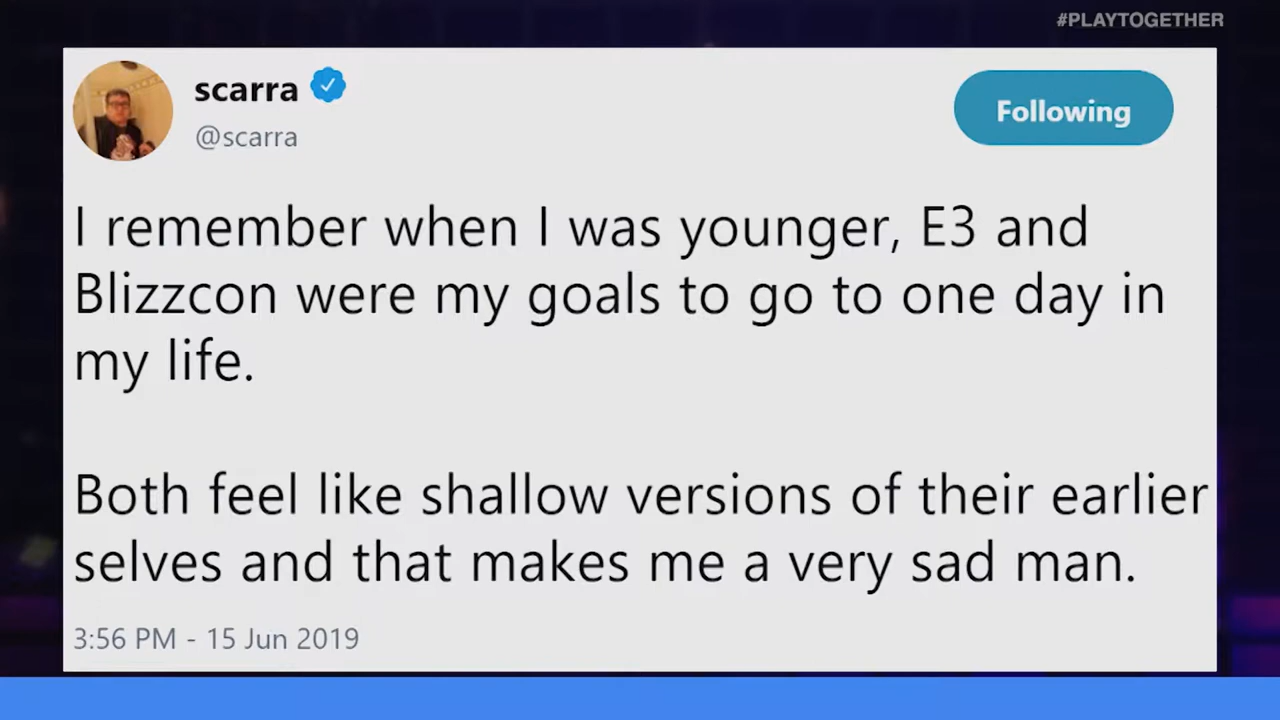 #PLAYTOGETHER
scarra
@scarra
Following
I remember when I was younger, E3 and
Blizzcon were my goals to go to one day in
my life.
Both feel like shallow versions of their earlier
selves and that makes me a very sad man.
3:56 PM - 15 Jun 2019